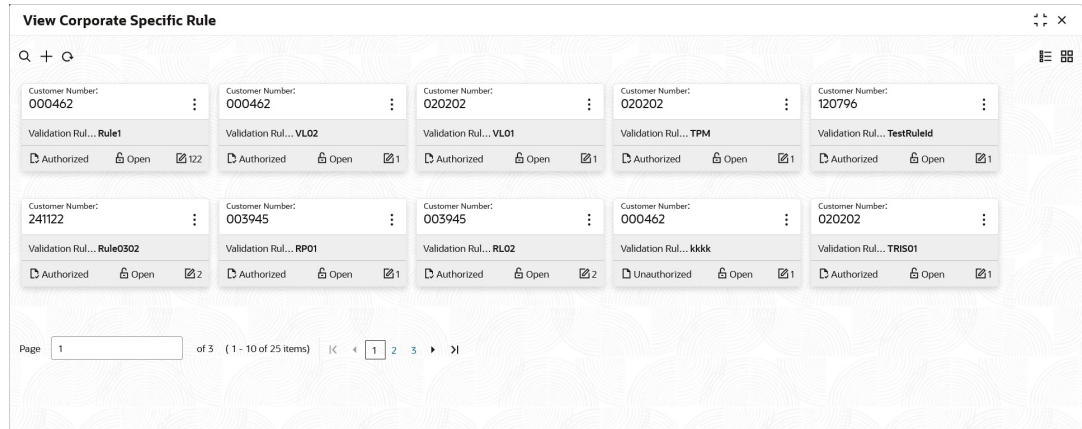 View Corporate Specific Rule
Customer Number:
000462
Validation Rul... Rule1
Authorized Open 122
Customer Number:
000462
Validation Rul... VL02
Authorized Open 1
Customer Number:
020202
Validation Rul... VL01
Authorized Open 1
Customer Number:
020202
Validation Rul... TPM
Authorized Open 1
Customer Number:
120796
Validation Rul... TestRuleId
Authorized Open 1
Customer Number:
241122
Validation Rul... Rule0302
Authorized Open 2
Customer Number:
003945
Validation Rul... RP01
Authorized Open 1
Customer Number:
003945
Validation Rul... RL02
Authorized Open 2
Customer Number:
000462
Validation Rul... kkkk
Unauthorized Open 1
Customer Number:
020202
Validation Rul... TRIS01
Authorized Open 1
Page 1 of 3 ( 1 - 10 of 25 items) 1 2 3